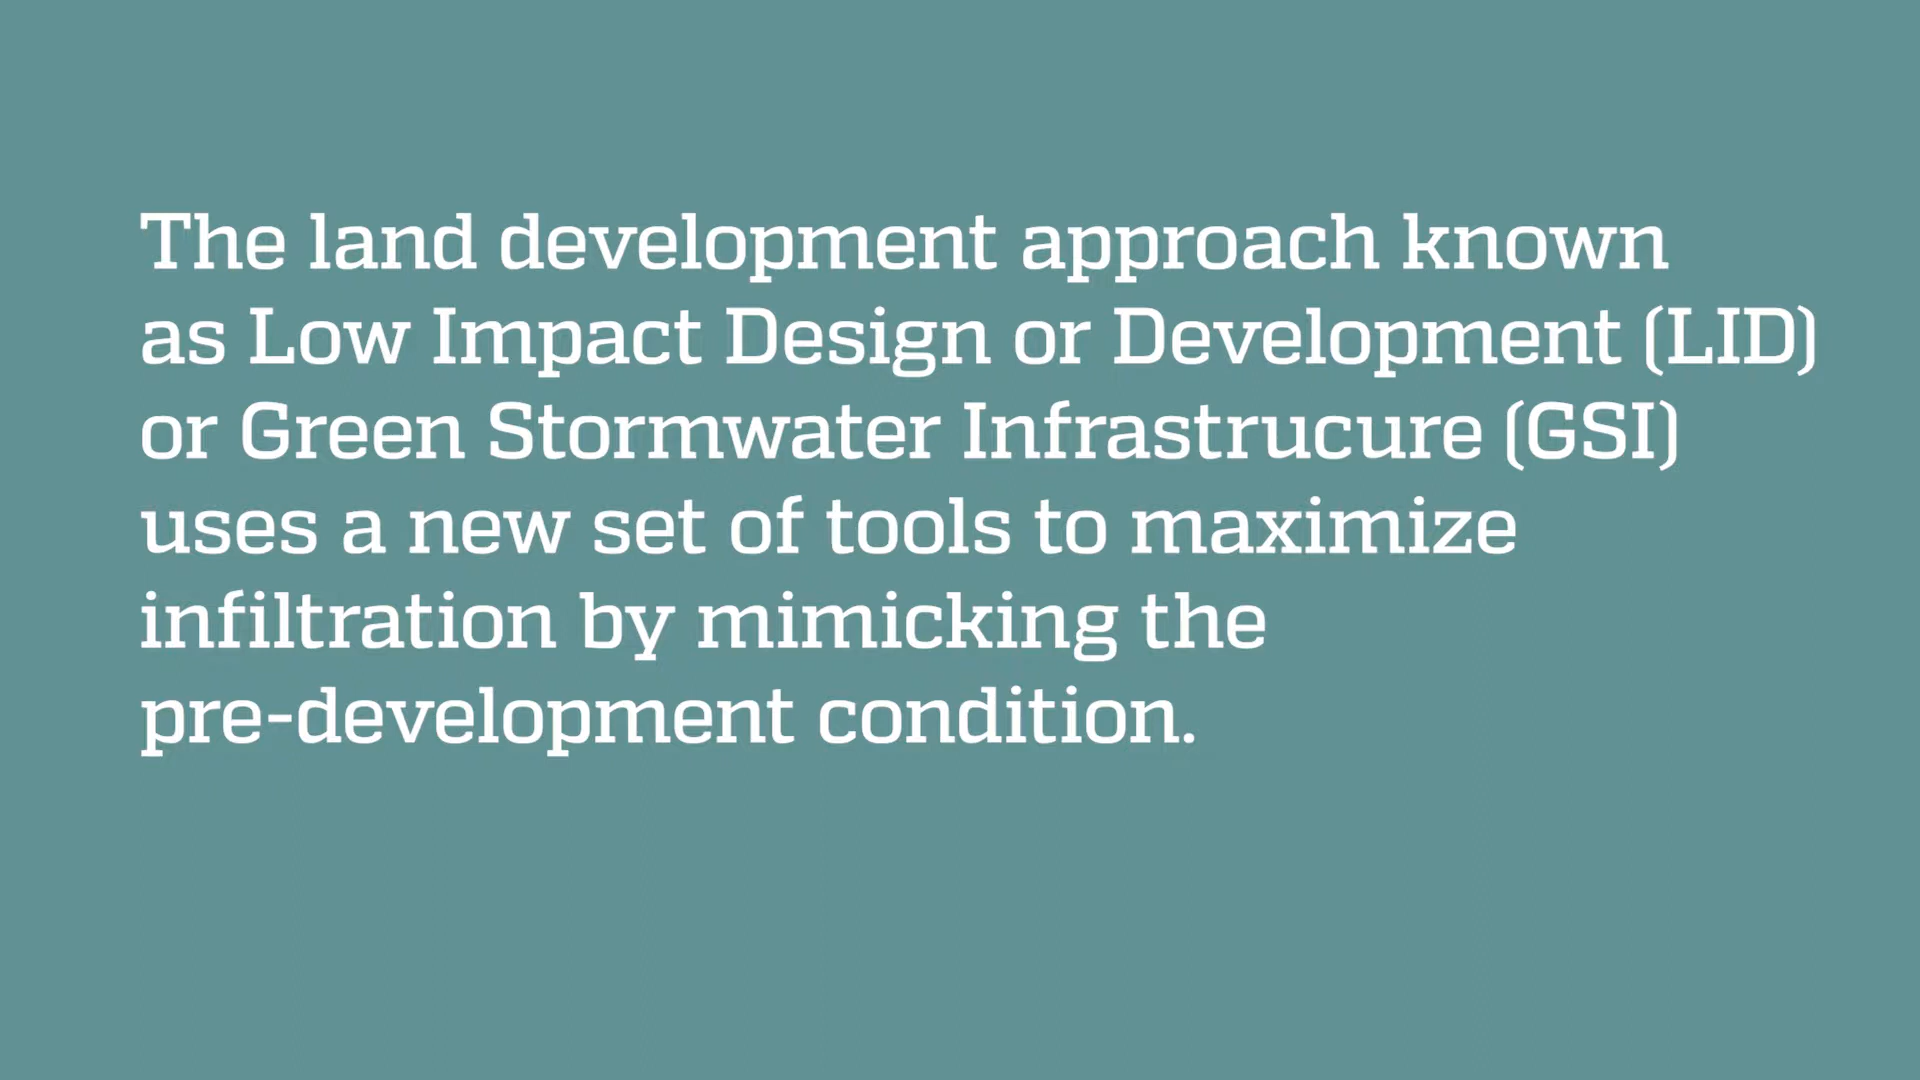 The land development approach known
as Low Impact Design or Development (LID)
or Green Stormwater Infrastrucure (GSI)
uses a new set of tools to maximize
infiltration by mimicking the
pre-development condition.